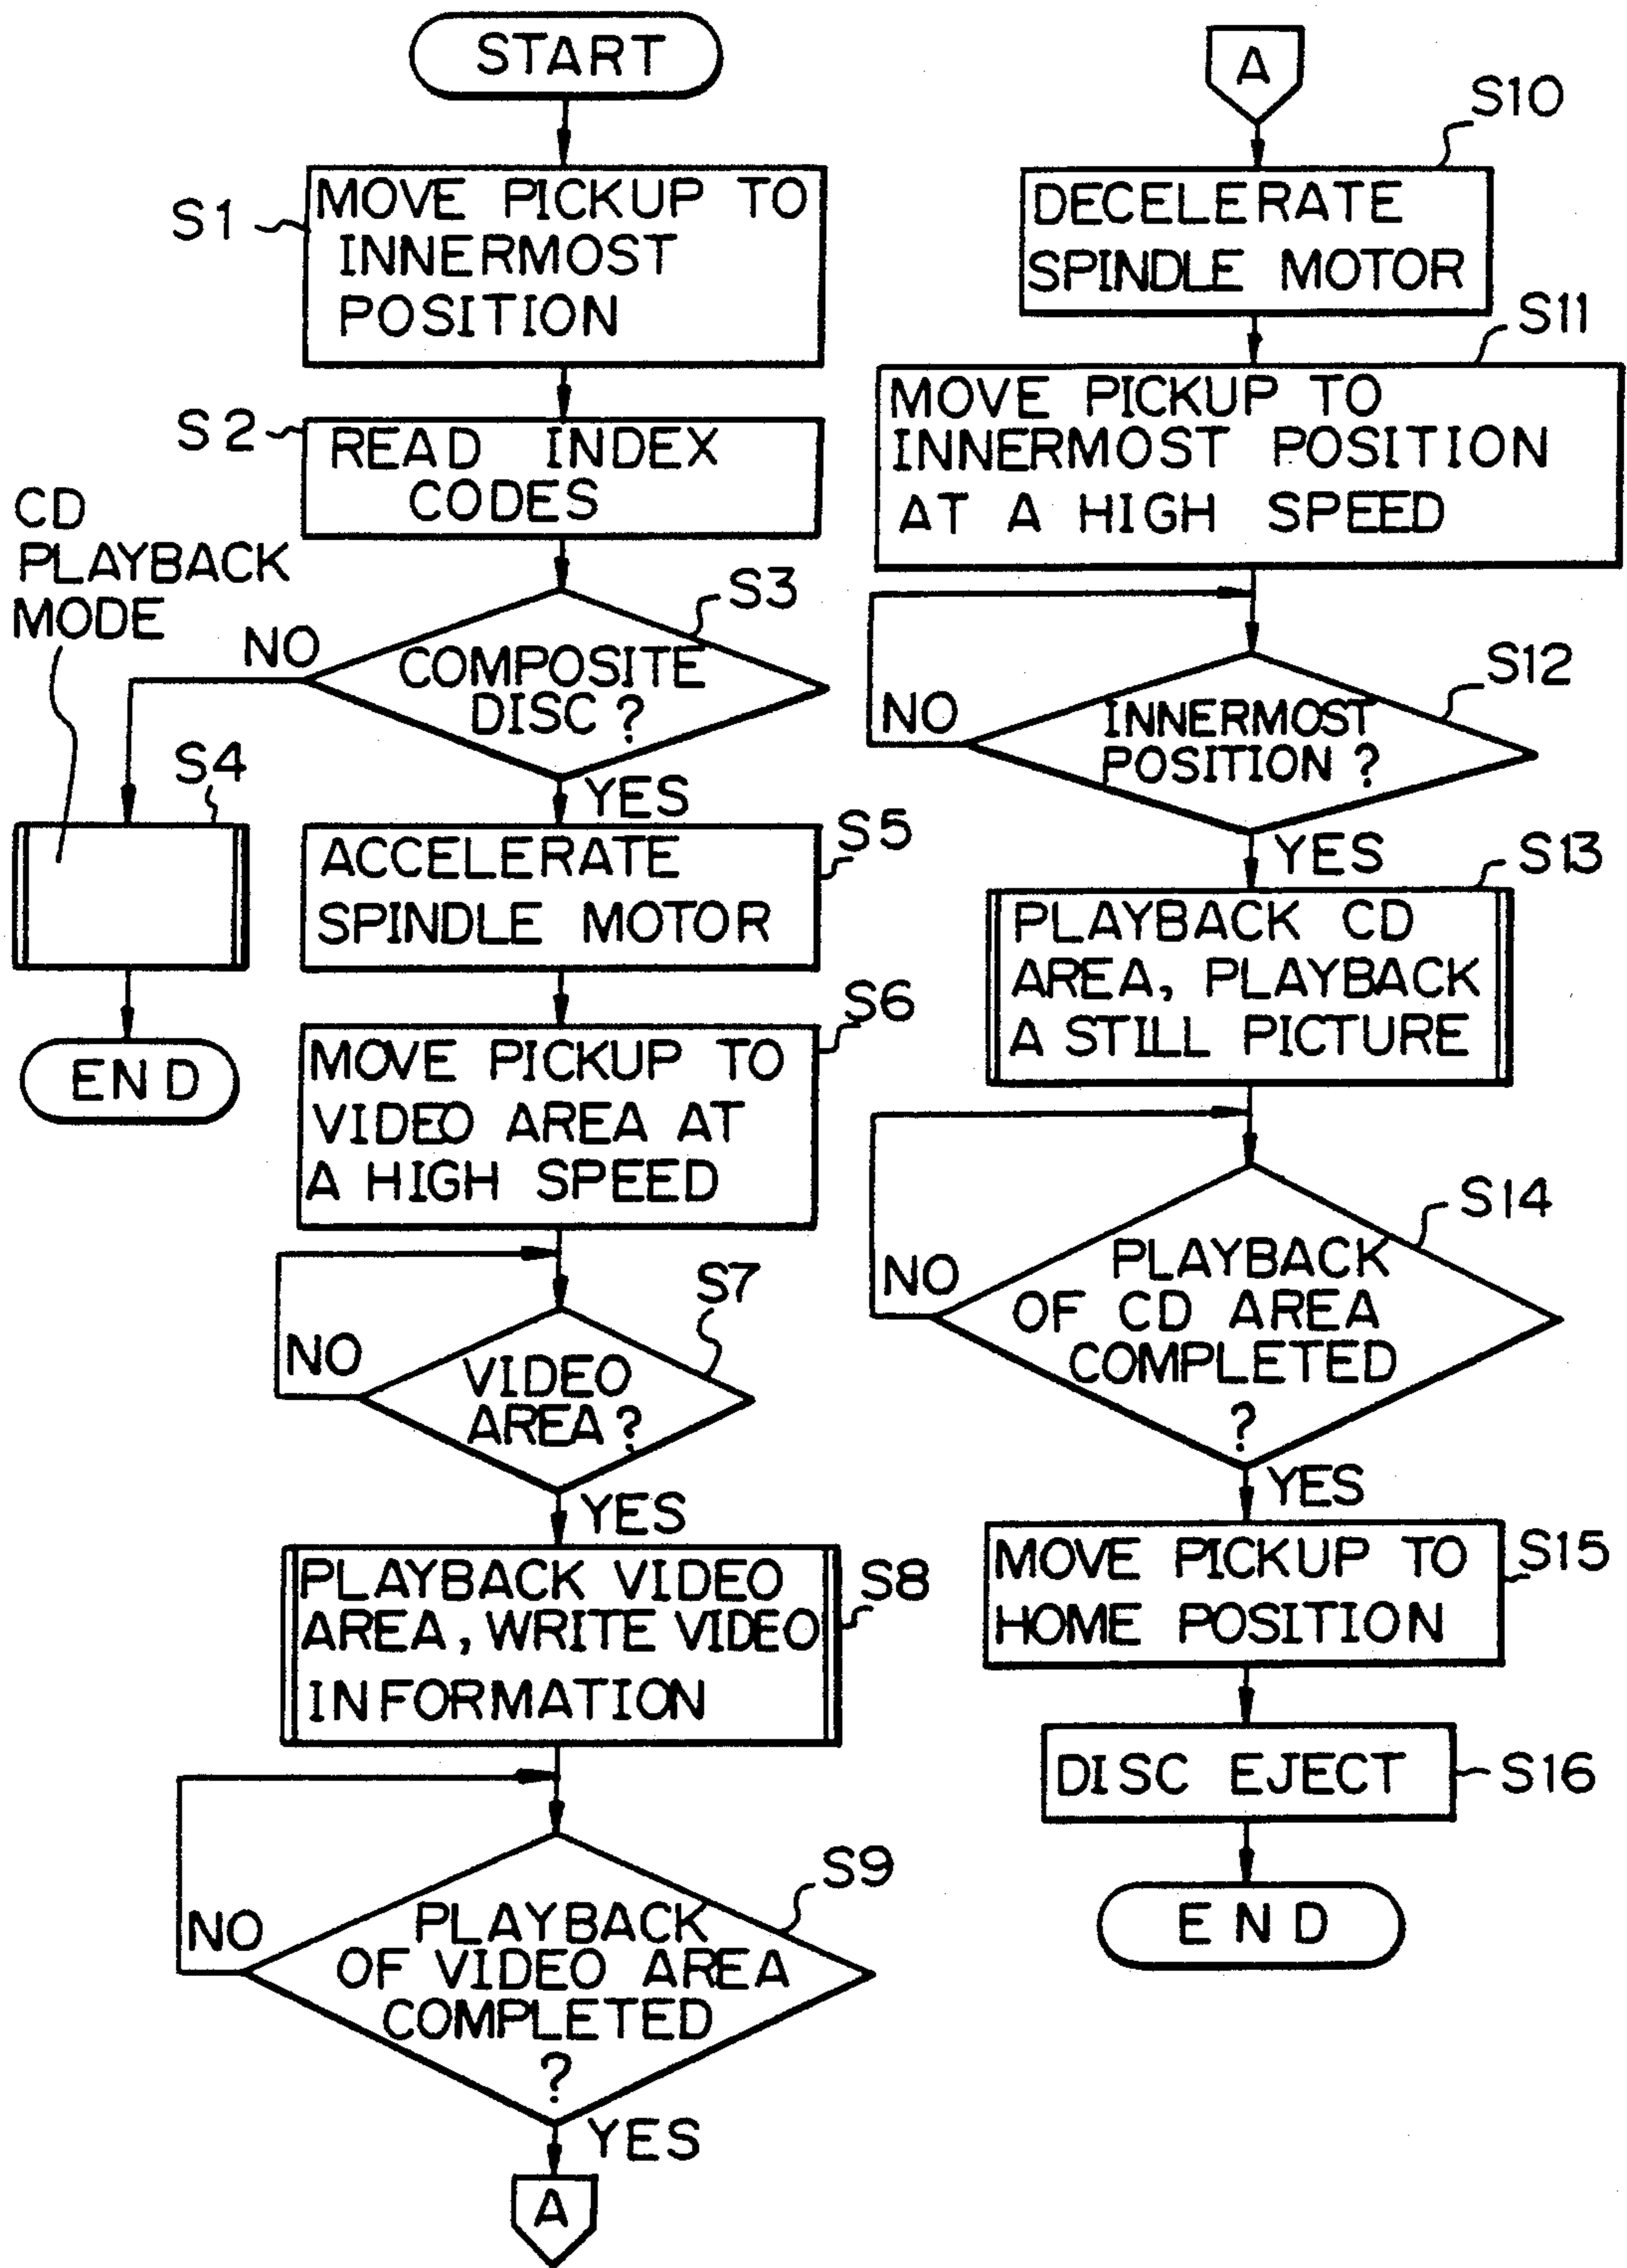 START
S1
MOVE PICKUP TO
INNERMOST
POSITION
S2
READ INDEX
CODES
CD
PLAYBACK
MODE
S3
NO
COMPOSITE
DISC?
YES
S4
END
S5
ACCELERATE
SPINDLE MOTOR
S6
MOVE PICKUP TO
VIDEO AREA AT
A HIGH SPEED
S7
NO
VIDEO
AREA?
YES
S8
PLAYBACK VIDEO
AREA, WRITE VIDEO
INFORMATION
S9
NO
PLAYBACK
OF VIDEO AREA
COMPLETED
?
YES
A
A
S10
DECELERATE
SPINDLE MOTOR
S11
MOVE PICKUP TO
INNERMOST POSITION
AT A HIGH SPEED
S12
NO
INNERMOST
POSITION?
YES
S13
PLAYBACK CD
AREA, PLAYBACK
A STILL PICTURE
S14
NO
PLAYBACK
OF CD AREA
COMPLETED
?
YES
S15
MOVE PICKUP TO
HOME POSITION
DISC EJECT
S16
END